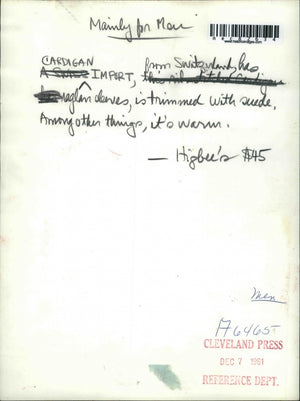 Mainly for Men
CARDIGAN from Switzerland has
IMPORT,
raglan sleeves, is trimmed with suede.
Among other things, it's warm.
— Higbee's $45
Men
A6465
CLEVELAND PRESS
DEC 7 1961
REFERENCE DEPT.